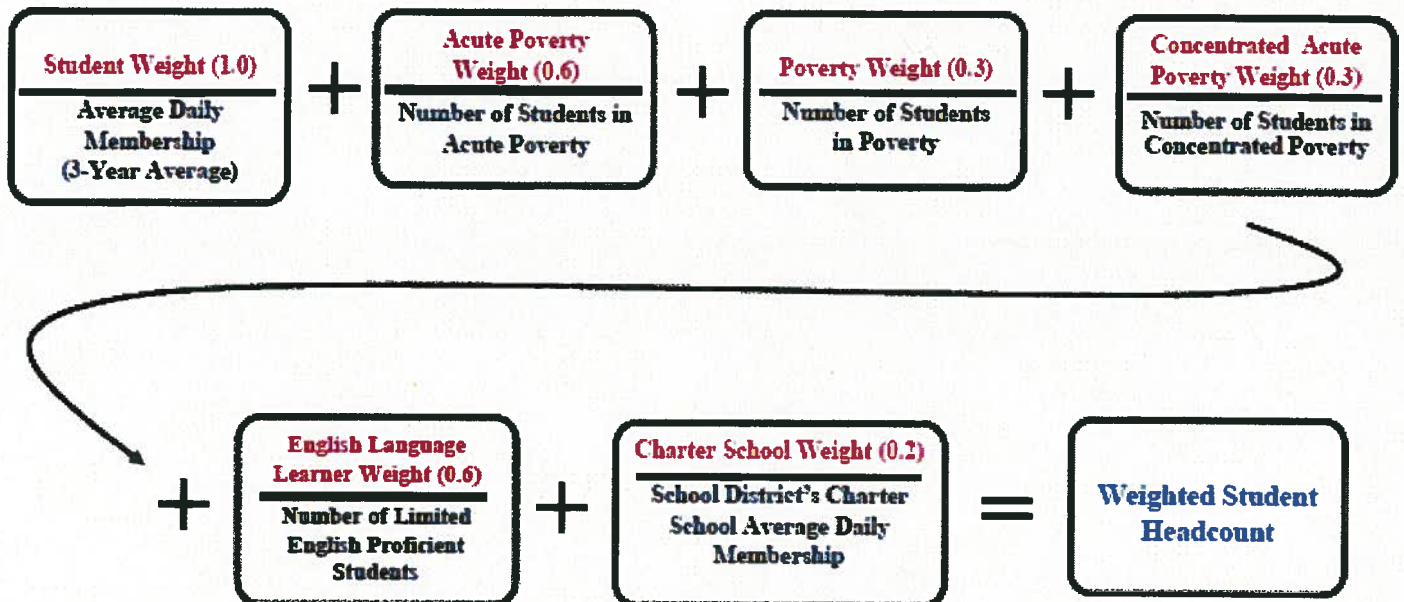 Student Weight (1.0)
Average Daily
Membership
(3-Year Average)
+
Acute Poverty
Weight (0.6)
Number of Students in
Acute Poverty
+
Poverty Weight (0.3)
Number of Students
in Poverty
+
Concentrated Acute
Poverty Weight (0.3)
Number of Students in
Concentrated Poverty
+
English Language
Learner Weight (0.6)
Number of Limited
English Proficient
Students
+
Charter School Weight (0.2)
School District's Charter
School Average Daily
Membership
=
Weighted Student
Headcount